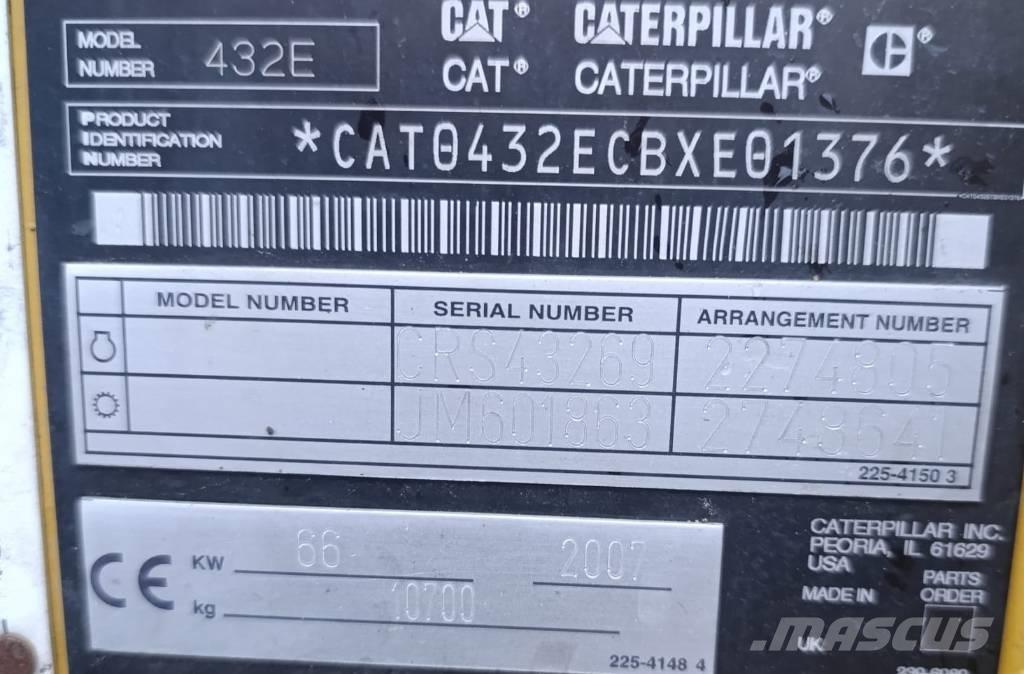 MODEL
NUMBER 432E
CAT® CATERPILLAR®
CAT® CATERPILLAR®
PRODUCT
IDENTIFICATION
NUMBER
*CAT0432ECBXE01376*
MODEL NUMBER SERIAL NUMBER ARRANGEMENT NUMBER
CRS43269 2274805
JM601863 2748641
225-4150 3
CE
KW 66 2007
kg 10700
225-4148 4
CATERPILLAR INC.
PEORIA, IL 61629
USA
MADE IN
UK
PARTS
ORDER
MASCUS